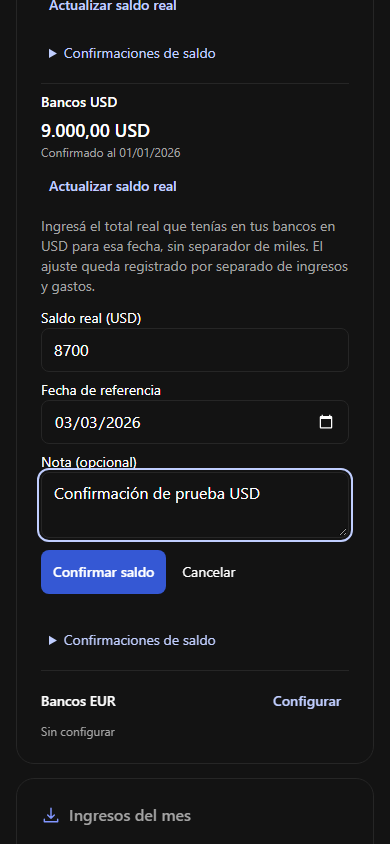 Actualizar saldo real
▶ Confirmaciones de saldo
Bancos USD
9.000,00 USD
Confirmado al 01/01/2026
Actualizar saldo real
Ingresá el total real que tenías en tus bancos en
USD para esa fecha, sin separador de miles. El
ajuste queda registrado por separado de ingresos
y gastos.
Saldo real (USD)
8700
Fecha de referencia
03/03/2026
Nota (opcional)
Confirmación de prueba USD
Confirmar saldo Cancelar
▶ Confirmaciones de saldo
Bancos EUR Configurar
Sin configurar
Ingresos del mes